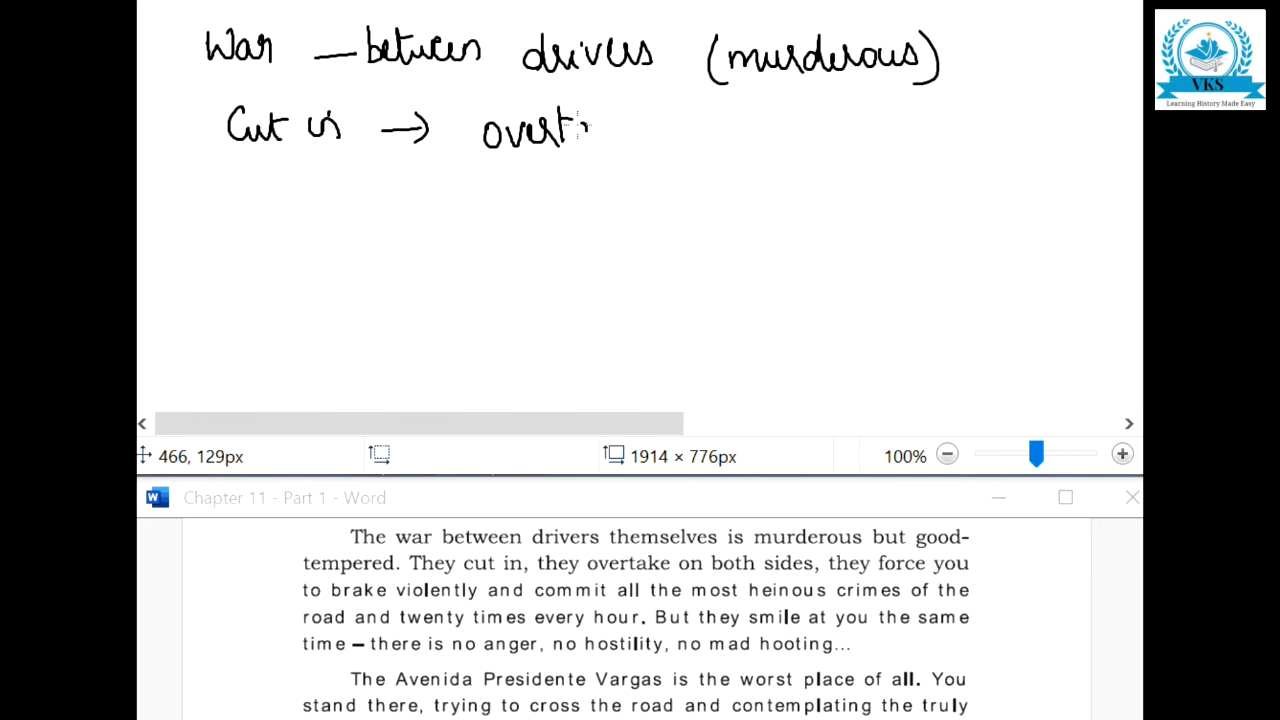 War — between drivers (murderous)
Cut in → overt
VKS
Learning History Made Easy
466, 129px
1914 × 776px
100%
Chapter 11 - Part 1 - Word
The war between drivers themselves is murderous but good-
tempered. They cut in, they overtake on both sides, they force you
to brake violently and commit all the most heinous crimes of the
road and twenty times every hour. But they smile at you the same
time – there is no anger, no hostility, no mad hooting...
The Avenida Presidente Vargas is the worst place of all. You
stand there, trying to cross the road and contemplating the truly